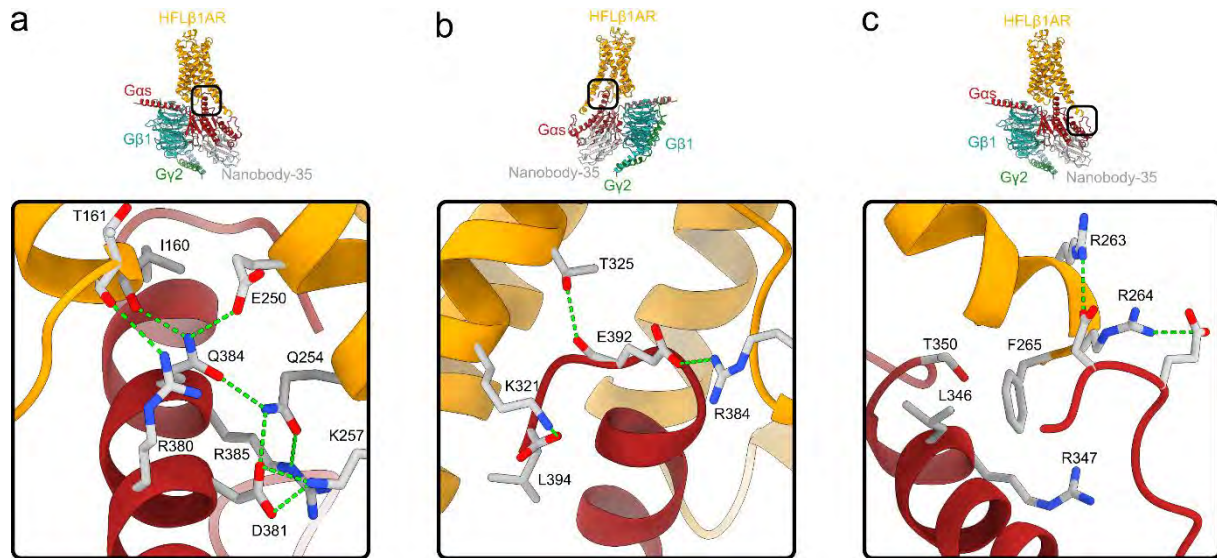 a
HFLβ1AR
Gαs
Gβ1
Gγ2
Nanobody-35
T161
I160
E250
Q384
Q254
R380
R385
K257
D381
b
HFLβ1AR
Gαs
Gβ1
Nanobody-35
Gγ2
T325
E392
K321
R384
L394
c
HFLβ1AR
Gαs
Gβ1
Nanobody-35
Gγ2
R263
R264
T350
F265
L346
R347